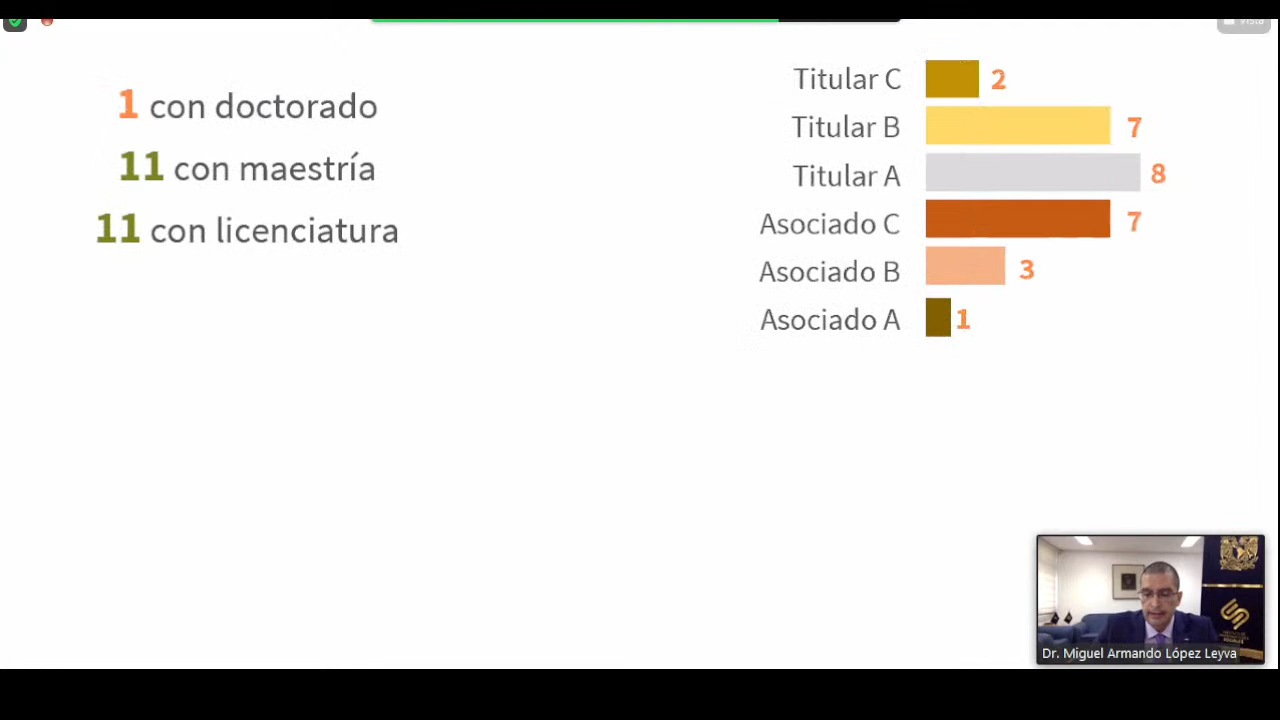 Vista
1 con doctorado
11 con maestría
11 con licenciatura
Titular C 2
Titular B 7
Titular A 8
Asociado C 7
Asociado B 3
Asociado A 1
Dr. Miguel Armando López Leyva